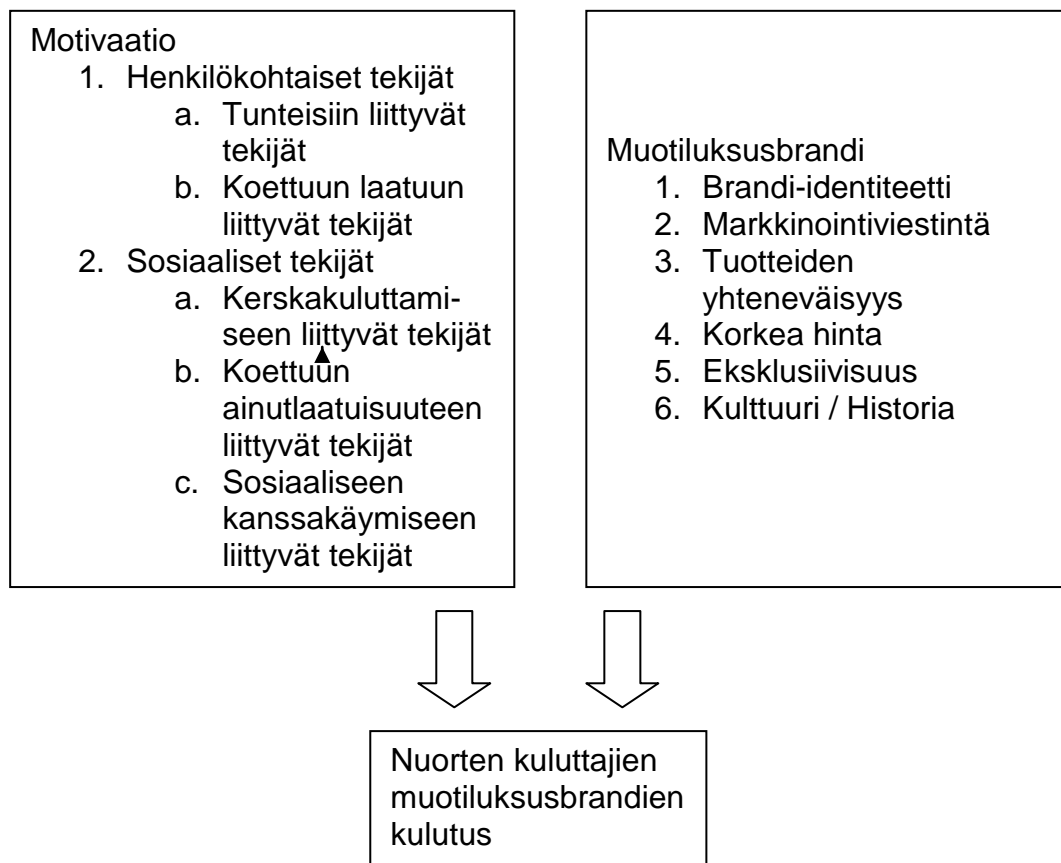 Motivaatio
1. Henkilökohtaiset tekijät
a. Tunteisiin liittyvät
tekijät
b. Koettuun laatuun
liittyvät tekijät
2. Sosiaaliset tekijät
a. Kerskakuluttami-
seen liittyvät tekijät
b. Koettuun
ainutlaatuisuuteen
liittyvät tekijät
c. Sosiaaliseen
kanssakäymiseen
liittyvät tekijät
Muotiluksusbrandi
1. Brandi-identiteetti
2. Markkinointiviestintä
3. Tuotteiden
yhteneväisyys
4. Korkea hinta
5. Eksklusiivisuus
6. Kulttuuri / Historia
Nuorten kuluttajien
muotiluksusbrandien
kulutus